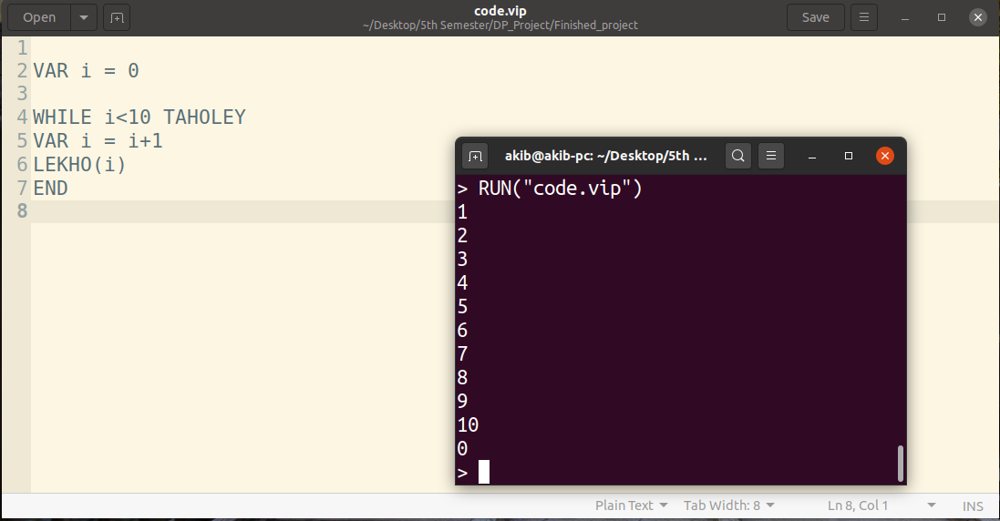 Open
code.vip
~/Desktop/5th Semester/DP_Project/Finished_project
Save
1
2 VAR i = 0
3
4 WHILE i<10 TAHOLEY
5 VAR i = i+1
6 LEKHO(i)
7 END
8
akib@akib-pc: ~/Desktop/5th ...
> RUN("code.vip")
1
2
3
4
5
6
7
8
9
10
0
>
Plain Text Tab Width: 8 Ln 8, Col 1 INS